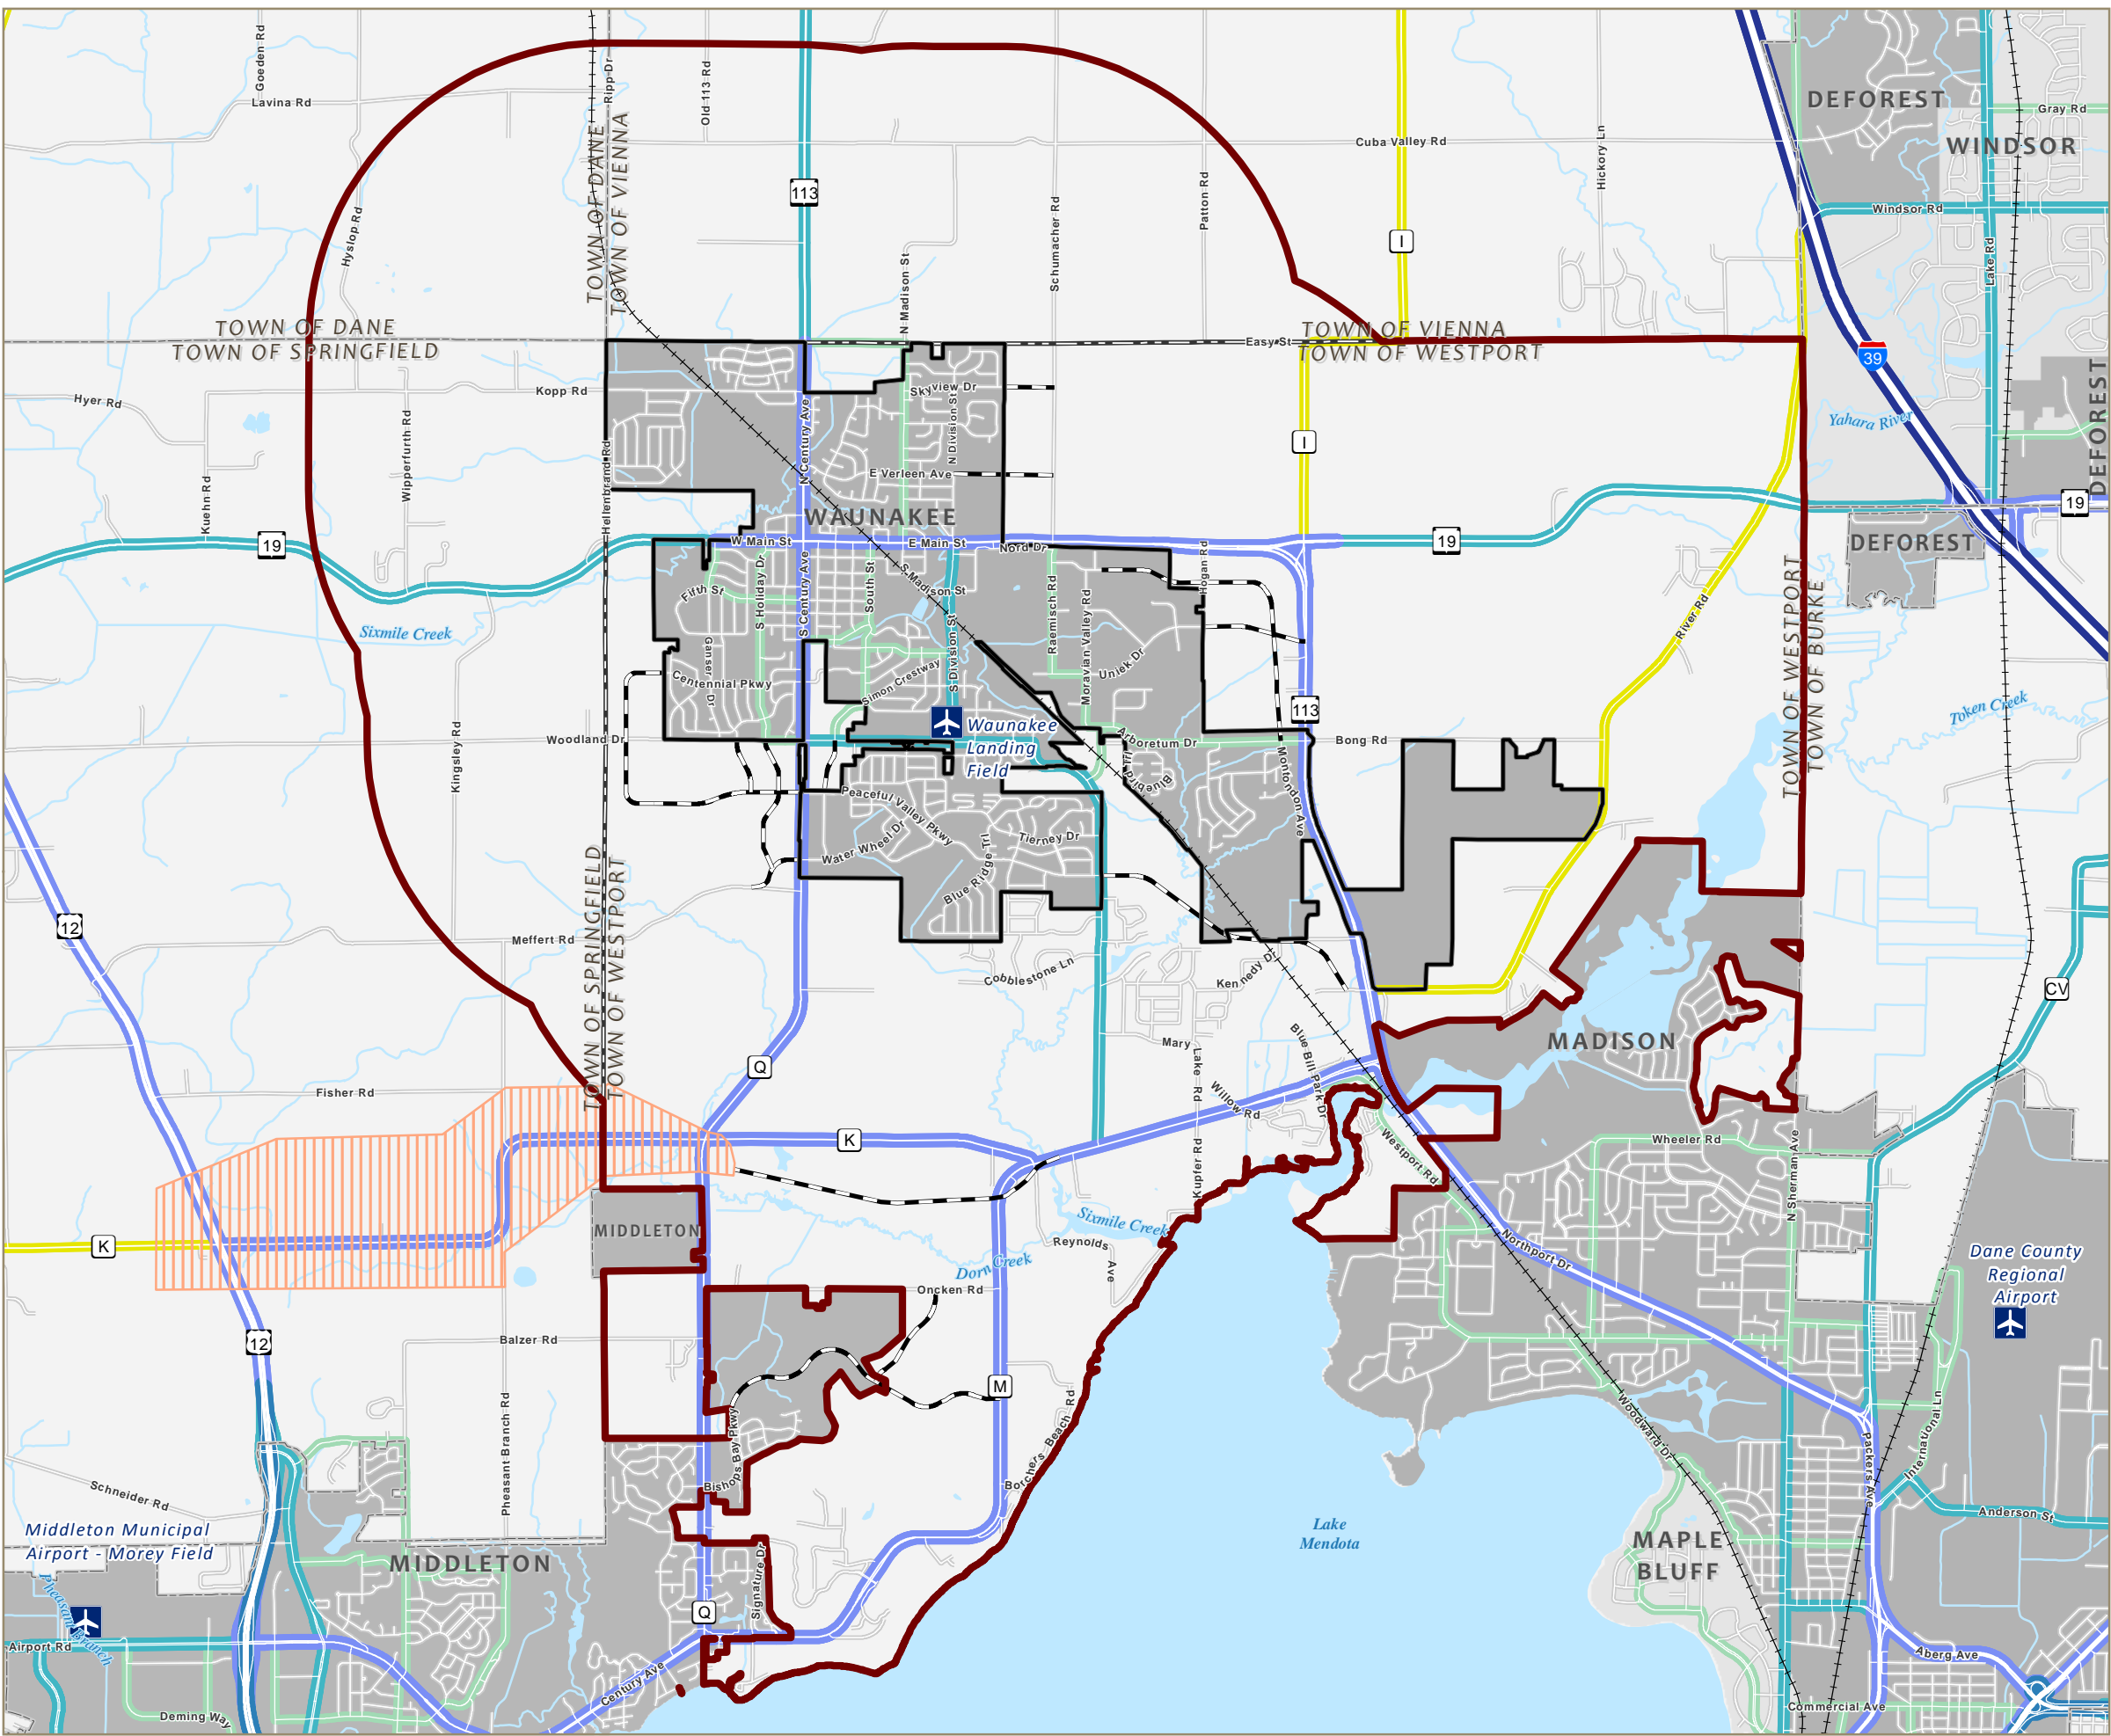 Goeden Rd
Lavina Rd
Ripp Dr
Old 113 Rd
TOWN OF DANE
TOWN OF VIENNA
113
Hyslop Rd
N Madison St
Schumacher Rd
Patton Rd
Cuba Valley Rd
Hickory Ln
I
DEFOREST
WINDSOR
Gray Rd
Windsor Rd
Lake Rd
39
TOWN OF DANE
TOWN OF SPRINGFIELD
TOWN OF VIENNA
TOWN OF WESTPORT
Easy St
Hyer Rd
Kopp Rd
Kuehn Rd
Wipperfurth Rd
Hellenbrand Rd
N Century Ave
Skyview Dr
N Division St
E Verleen Ave
I
Yahara River
DEFOREST
19
WAUNAKEE
W Main St
E Main St
Nord Dr
19
19
DEFOREST
Hogan Rd
Sixmile Creek
Fifth St
S Holiday Dr
S Century Ave
South St
S Madison St
S Division St
Raemisch Rd
Moravian Valley Rd
Uniek Dr
Ganser Dr
Centennial Pkwy
Simon Crestway
River Rd
TOWN OF WESTPORT
TOWN OF BURKE
Token Creek
Kingsley Rd
Woodland Dr
Waunakee
Landing
Field
Arboretum Dr
113
Bong Rd
Bluebird Trl
Montondon Ave
Peaceful Valley Pkwy
Water Wheel Dr
Tierney Dr
Blue Ridge Trl
12
TOWN OF SPRINGFIELD
TOWN OF WESTPORT
Meffert Rd
Cobblestone Ln
Kennedy Dr
CV
Mary Lake Rd
Blue Bill Park Dr
MADISON
Q
Fisher Rd
Willow Rd
K
Kupfer Rd
Westport Rd
Wheeler Rd
N Sherman Ave
K
MIDDLETON
Sixmile Creek
Reynolds Ave
Dorn Creek
Oncken Rd
Northport Dr
Dane County
Regional
Airport
12
Balzer Rd
M
Pheasant Branch Rd
Bishops Bay Pkwy
Borchers Beach Rd
Woodward Dr
Packers Ave
International Ln
Anderson St
Schneider Rd
Middleton Municipal
Airport - Morey Field
MIDDLETON
Lake
Mendota
MAPLE
BLUFF
Pheasant Branch
Signature Dr
Q
Airport Rd
Century Ave
Deming Way
Aberg Ave
Commercial Ave